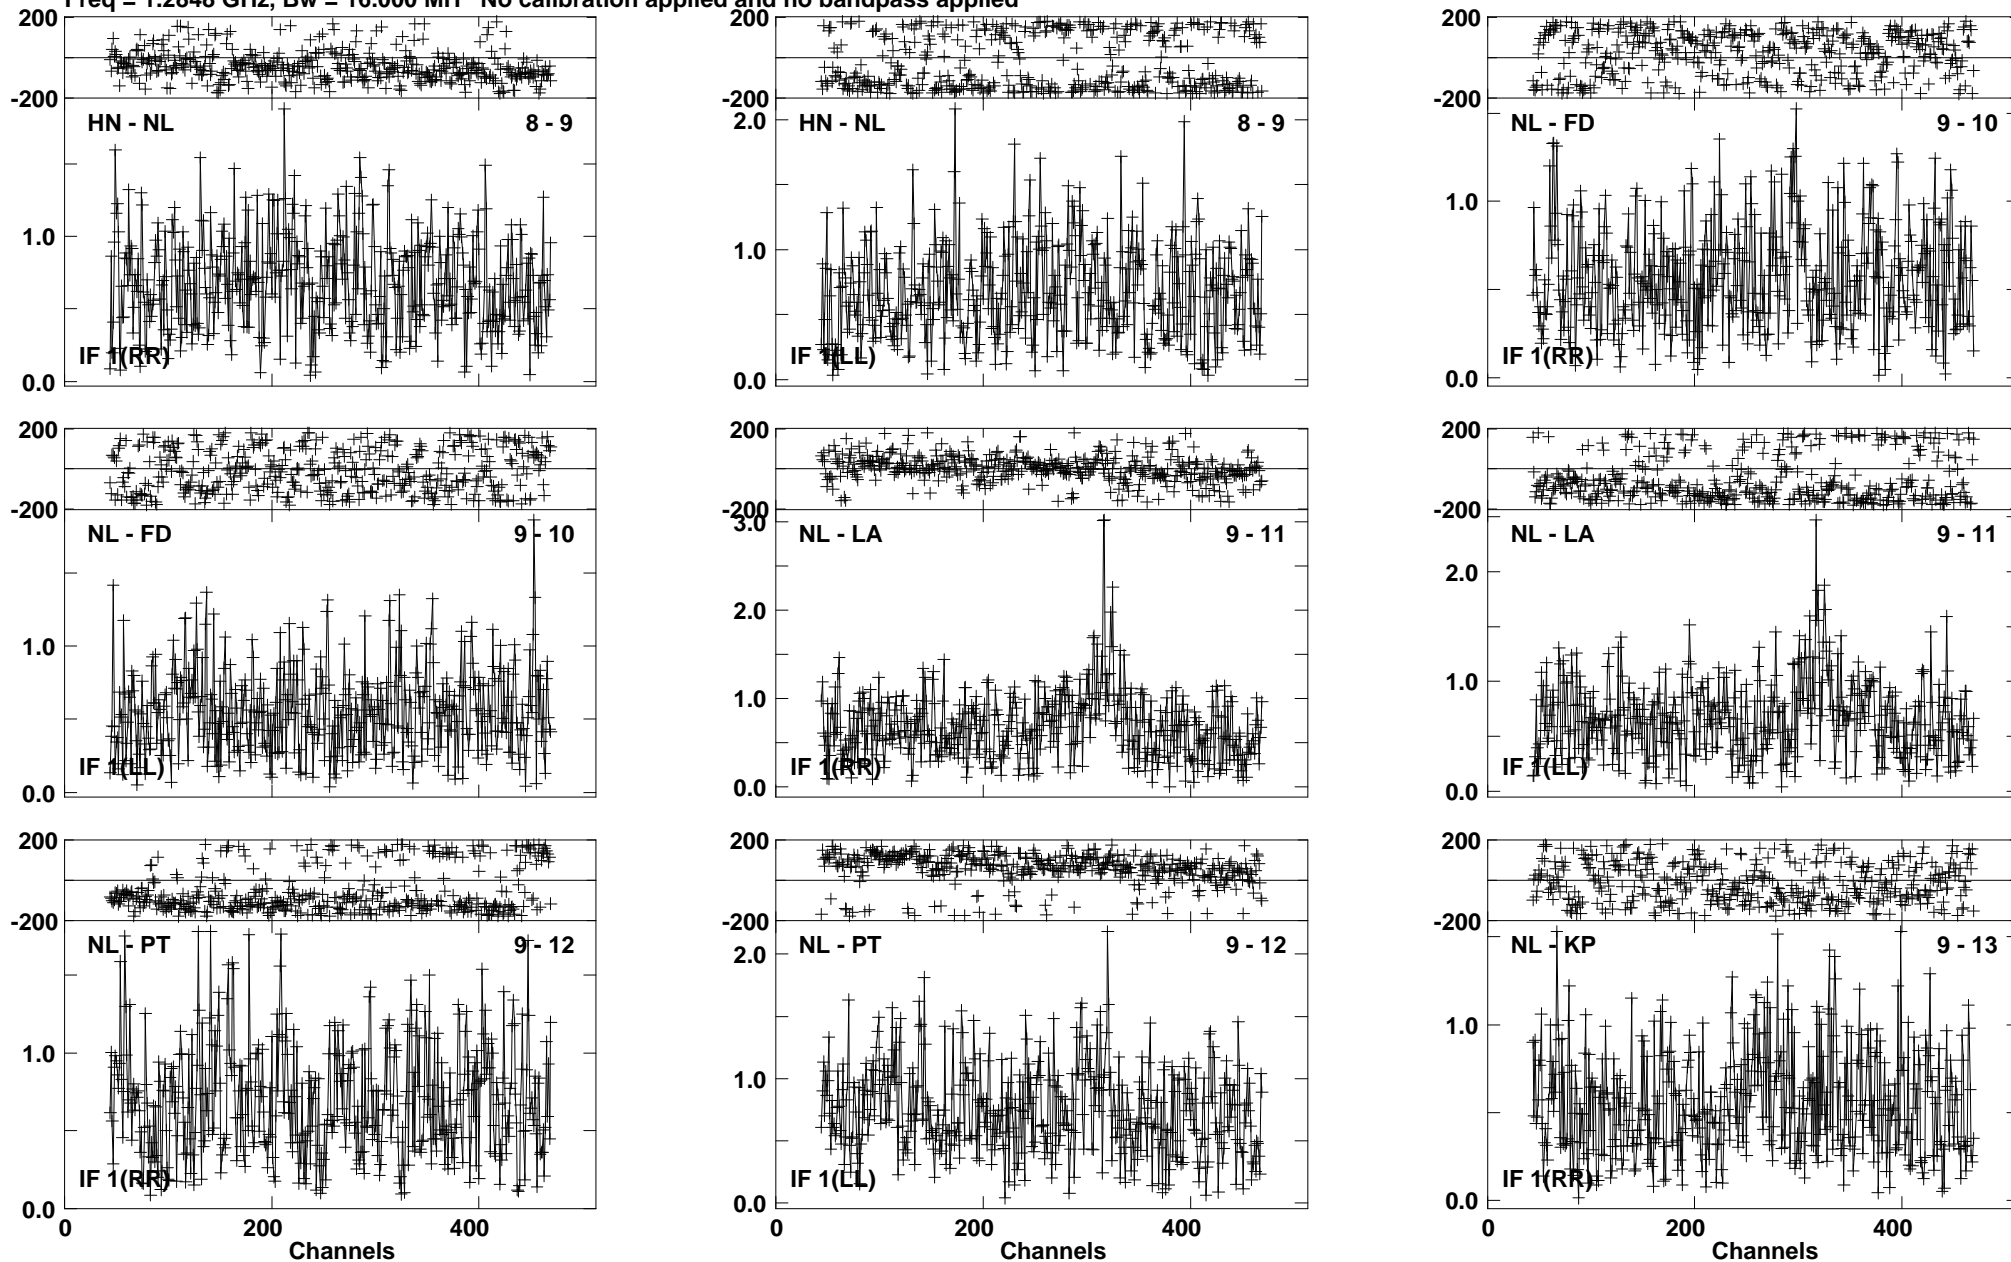 No calibration applied and no bandpass applied
200 200 200
-200 -200 -200
HN - NL 8 - 9 HN - NL 8 - 9 NL - FD 9 - 10
2.0
1.0 1.0 1.0
IF 1(RR) IF 1(LL) IF 1(RR)
0.0 0.0 0.0
200 200 200
-200 -200 -200
3.0
NL - FD 9 - 10 NL - LA 9 - 11 NL - LA 9 - 11
2.0 2.0
1.0 1.0 1.0
IF 1(LL) IF 1(RR) IF 1(LL)
0.0 0.0 0.0
200 200 200
-200 -200 -200
NL - PT 9 - 12 NL - PT 9 - 12 NL - KP 9 - 13
2.0
1.0 1.0 1.0
IF 1(RR) IF 1(LL) IF 1(RR)
0.0 0.0 0.0
0 200 400 0 200 400 0 200 400
Channels Channels Channels